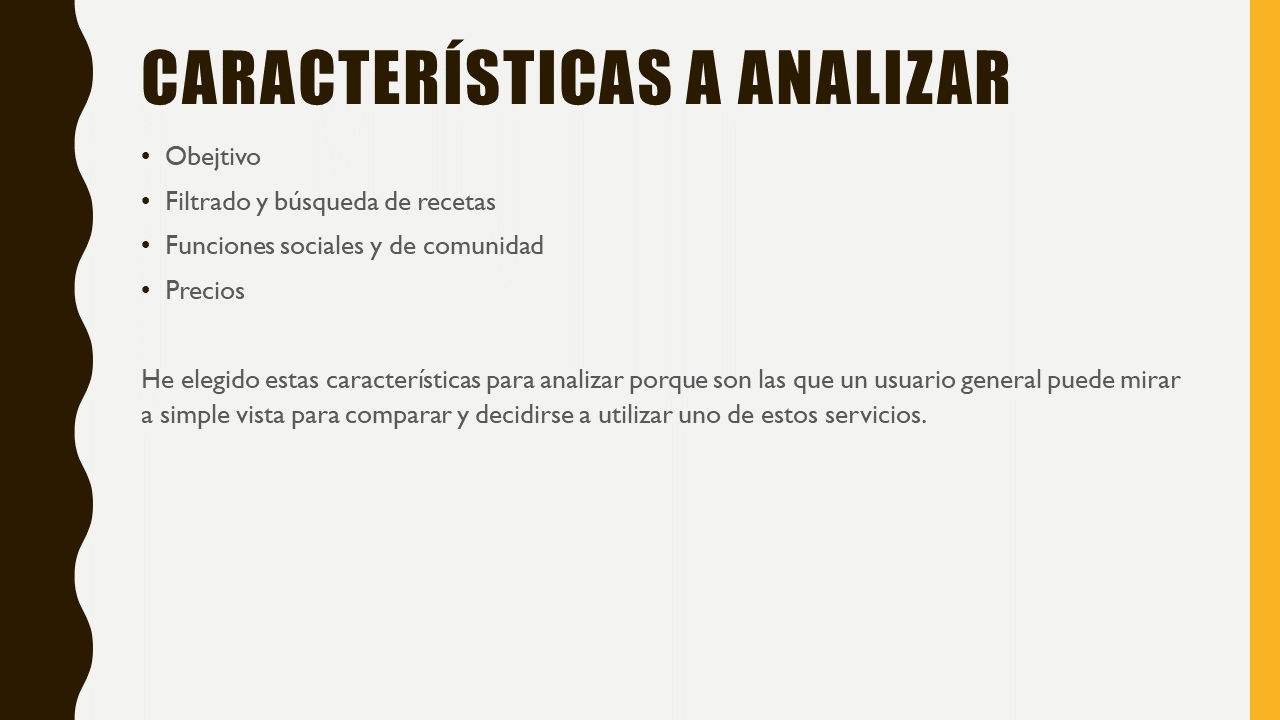 CARACTERÍSTICAS A ANALIZAR
• Obejtivo
• Filtrado y búsqueda de recetas
• Funciones sociales y de comunidad
• Precios
He elegido estas características para analizar porque son las que un usuario general puede mirar
a simple vista para comparar y decidirse a utilizar uno de estos servicios.